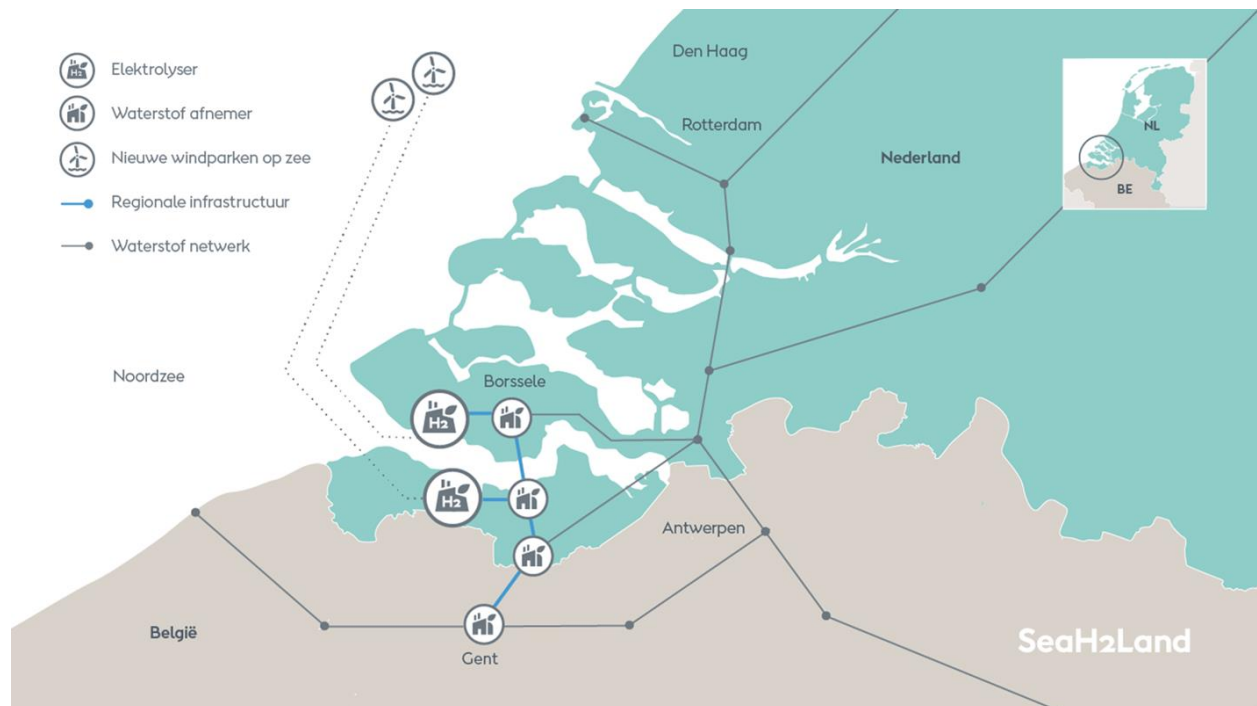 Elektrolyser
Waterstof afnemer
Nieuwe windparken op zee
Regionale infrastructuur
Waterstof netwerk
Den Haag
Rotterdam
Nederland
NL
BE
Noordzee
Borssele
H2
H2
H2
Antwerpen
België
Gent
SeaH2Land